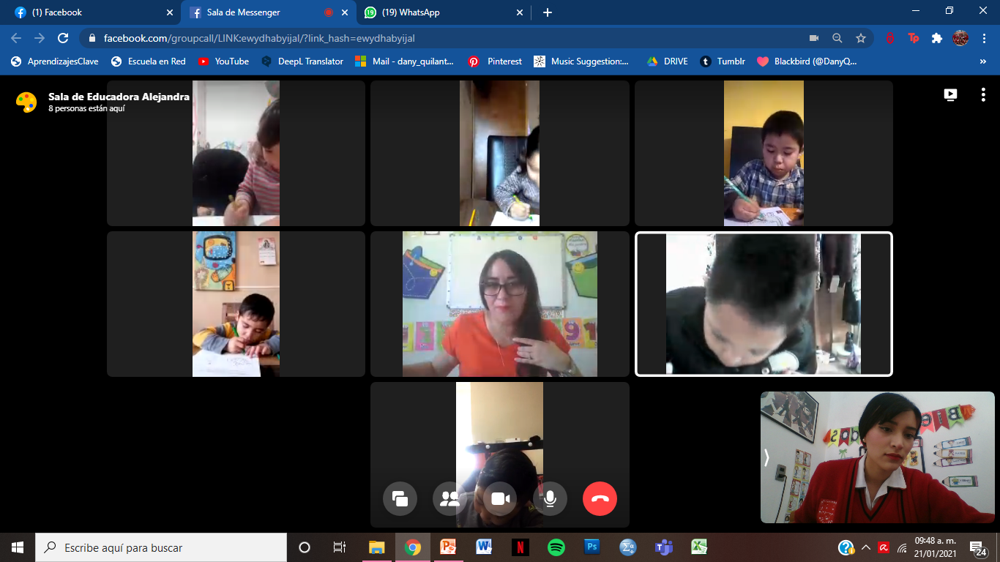 (1) Facebook
Sala de Messenger
(19) WhatsApp
facebook.com/groupcall/LINK:ewydhabyijal/?link_hash=ewydhabyijal
AprendizajesClave
Escuela en Red
YouTube
DeepL Translator
Mail - dany_quilant...
Pinterest
Music Suggestion:...
DRIVE
Tumblr
Blackbird (@DanyQ...
»
Sala de Educadora Alejandra
8 personas están aquí
Escribe aquí para buscar
09:48 a. m.
21/01/2021
24